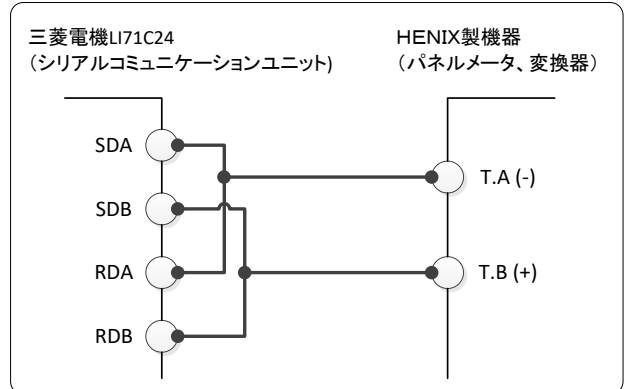 三菱電機LJ71C24
（シリアルコミュニケーションユニット)
HENIX製機器
（パネルメータ、変換器）
SDA
SDB
RDA
RDB
T.A (-)
T.B (+)